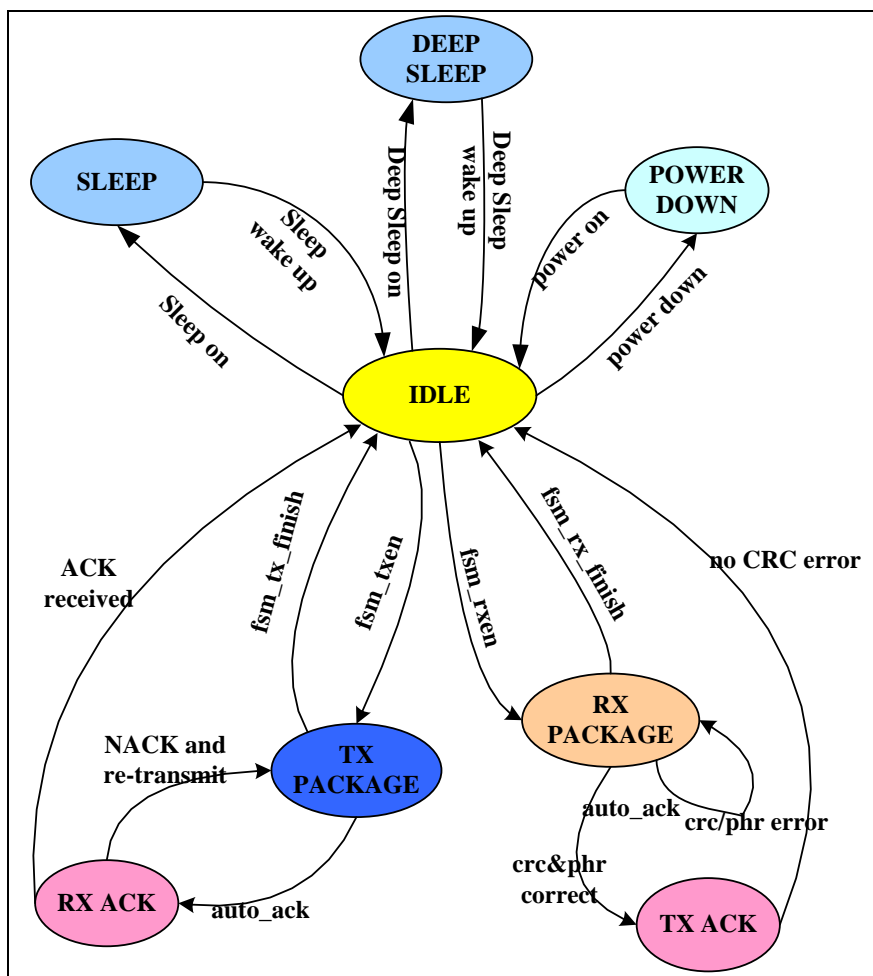 DEEP
SLEEP
SLEEP
POWER
DOWN
Sleep
wake up
Deep Sleep on
Deep Sleep
wake up
power on
power down
Sleep on
IDLE
fsm_tx_finish
fsm_txen
fsm_rxen
fsm_rx_finish
no CRC error
ACK
received
RX
PACKAGE
NACK and
re-transmit
TX
PACKAGE
auto_ack
crc/phr error
crc&phr
correct
RX ACK
auto_ack
TX ACK